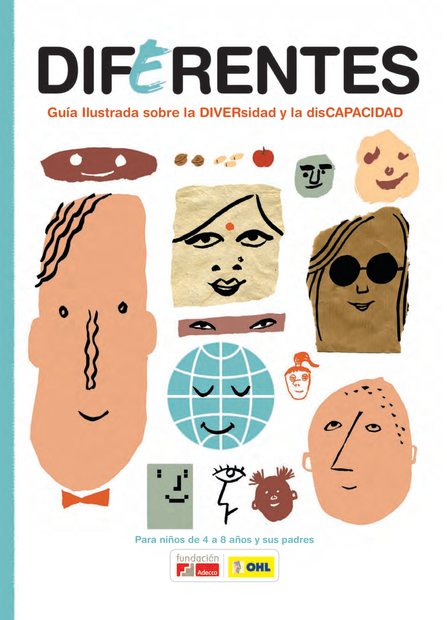 DIFERENTES
Guía Ilustrada sobre la DIVERsidad y la disCAPACIDAD
Para niños de 4 a 8 años y sus padres
fundación
Adecco
OHL